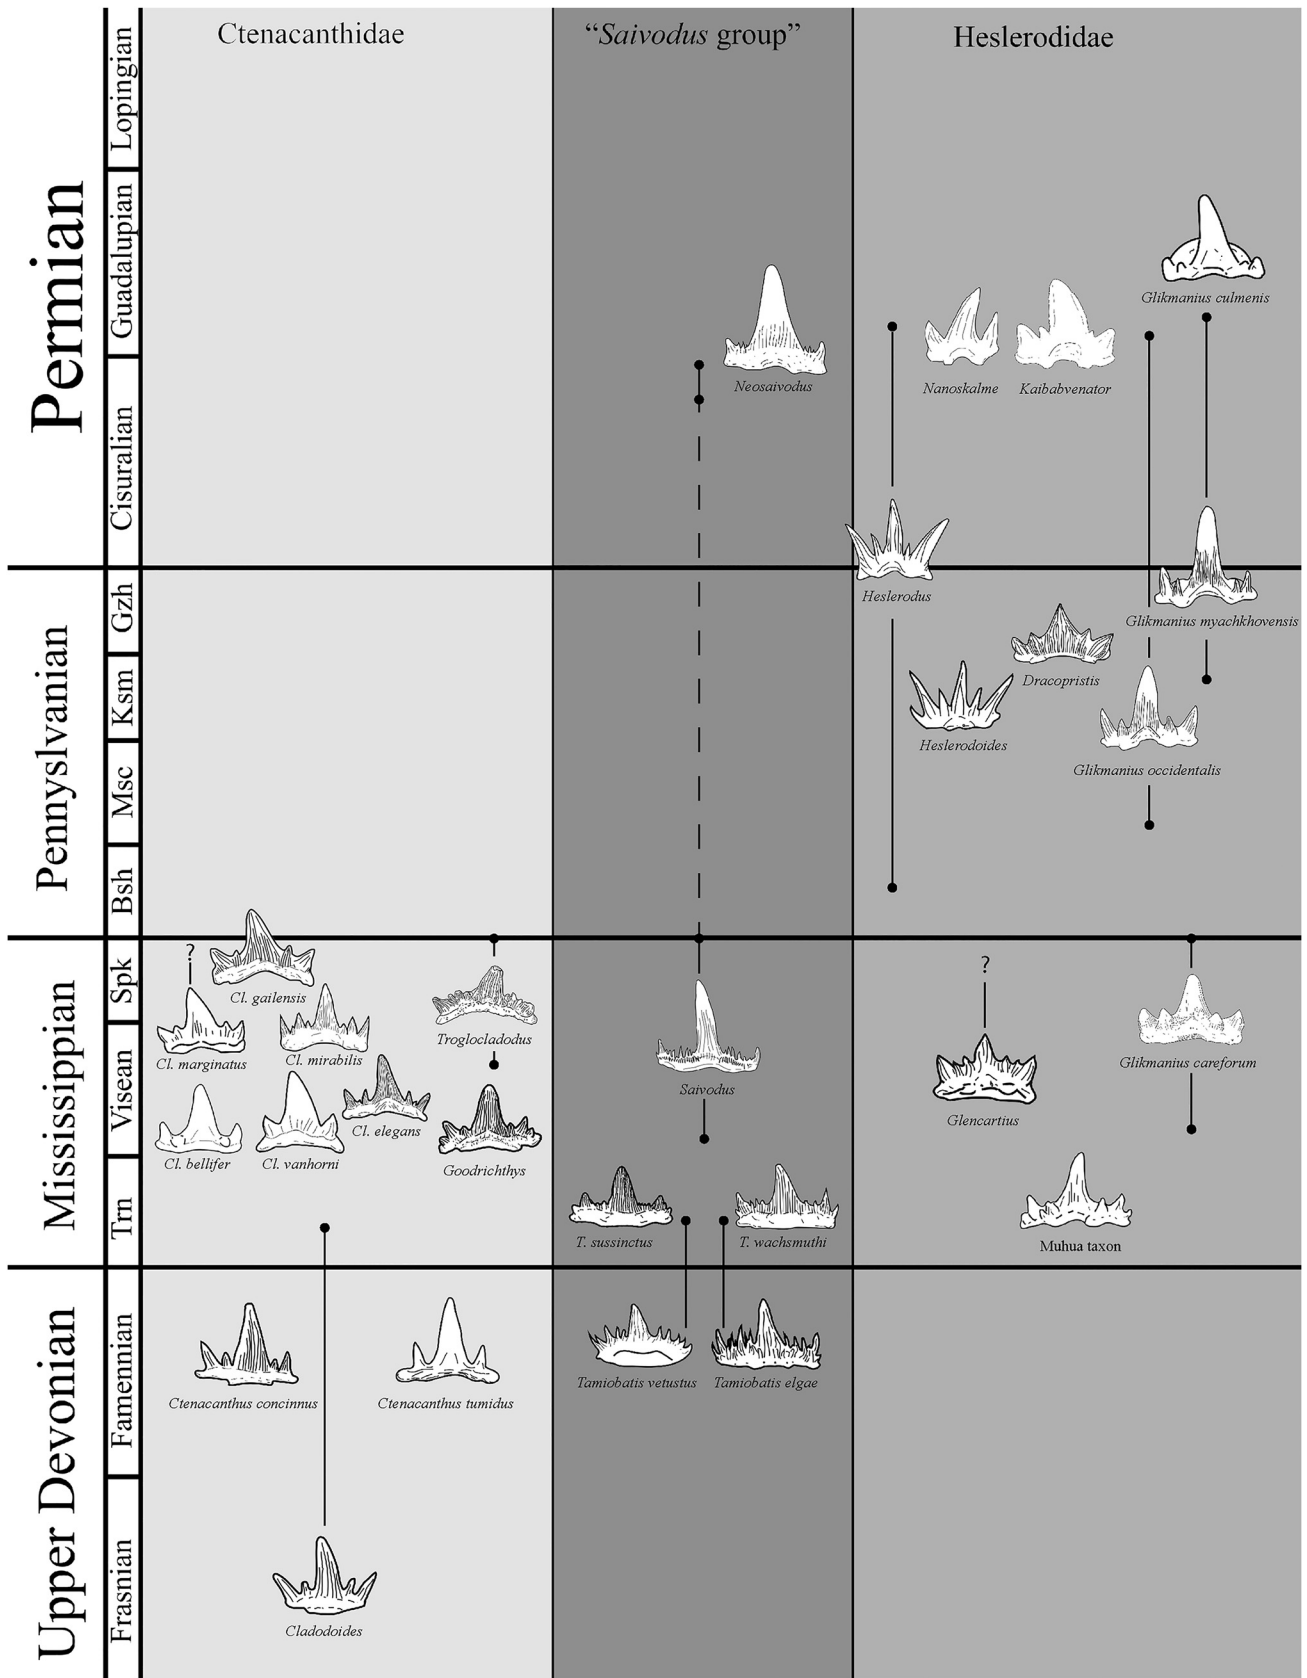 Ctenacanthidae
“Saivodus group”
Heslerodidae
Permian
Lopingian
Guadalupian
Cisuralian
Glikmanius culmenis
Neosaivodus
Nanoskalme
Kaibabvenator
Pennyslvanian
Gzh
Ksm
Msc
Bsh
Heslerodus
Glikmanius myachkhovensis
Dracopristis
Heslerodoides
Glikmanius occidentalis
Mississippian
Spk
Visean
Trn
?
Cl. gailensis
?
Cl. marginatus
Cl. mirabilis
Troglocladodus
Saivodus
Glikmanius careforum
Glencartius
Cl. elegans
Cl. bellifer
Cl. vanhorni
Goodrichthys
T. sussinctus
T. wachsmuthi
Muhua taxon
Upper Devonian
Famennian
Frasnian
Tamiobatis vetustus
Tamiobatis elgae
Ctenacanthus concinnus
Ctenacanthus tumidus
Cladodoides